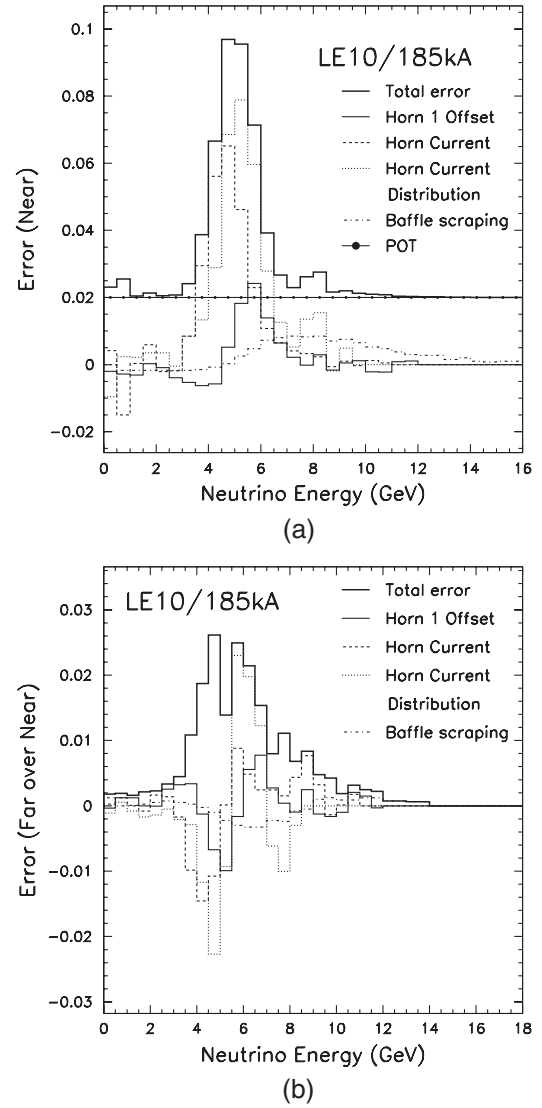 0.1
LE10/185kA
Total error
0.08
Horn 1 Offset
Horn Current
Horn Current
0.06
Distribution
Baffle scraping
0.04
POT
Error (Near)
0.02
0
-0.02
0 2 4 6 8 10 12 14 16
Neutrino Energy (GeV)
(a)
LE10/185kA
Total error
0.03
Horn 1 Offset
Horn Current
0.02
Horn Current
Distribution
0.01
Baffle scraping
Error (Far over Near)
0
-0.01
-0.02
-0.03
0 2 4 6 8 10 12 14 16 18
Neutrino Energy (GeV)
(b)